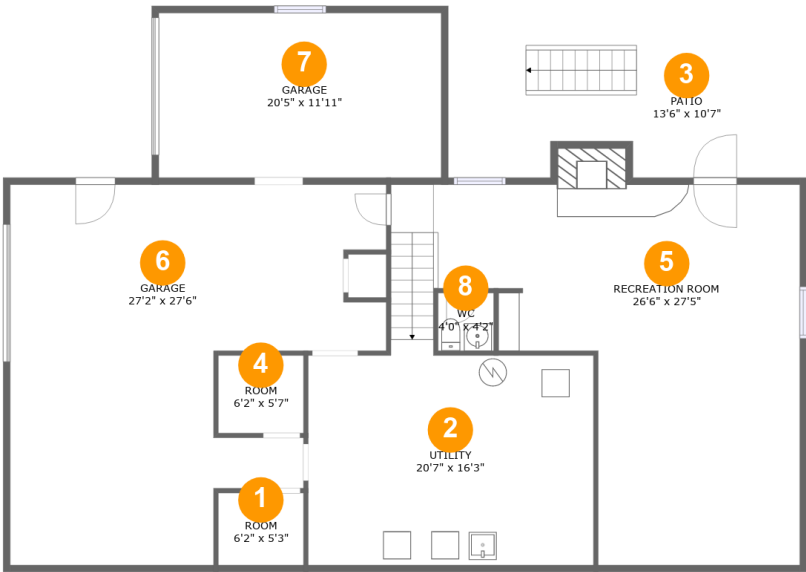 7
GARAGE
20'5" x 11'11"
3
PATIO
13'6" x 10'7"
6
GARAGE
27'2" x 27'6"
8
WC
4'0" x 4'2"
5
RECREATION ROOM
26'6" x 27'5"
4
ROOM
6'2" x 5'7"
2
UTILITY
20'7" x 16'3"
1
ROOM
6'2" x 5'3"